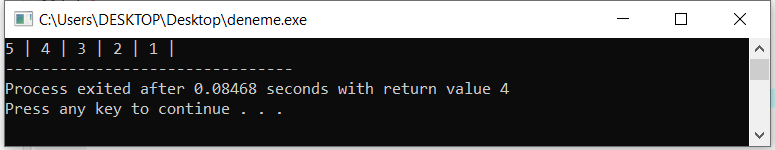 C:\Users\DESKTOP\Desktop\deneme.exe
5 | 4 | 3 | 2 | 1 |
--------------------------------
Process exited after 0.08468 seconds with return value 4
Press any key to continue . . .